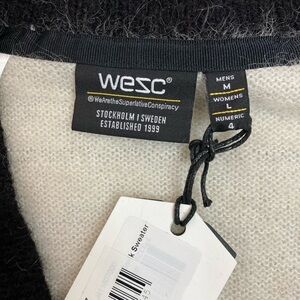 wesc®
@WeAretheSuperlativeConspiracy
STOCKHOLM | SWEDEN
ESTABLISHED 1999
MENS
M
WOMENS
L
NUMERIC
4
k Sweater